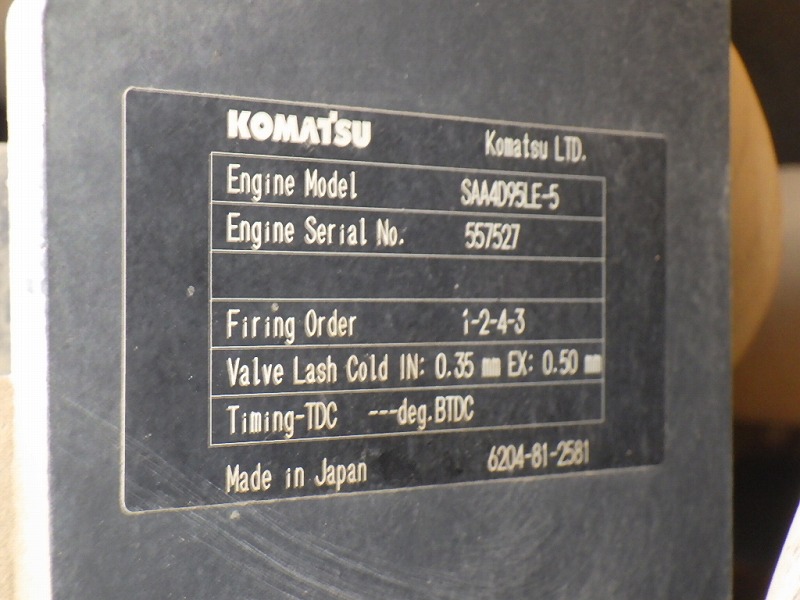 KOMATSU Komatsu LTD.
Engine Model SAA4D95LE-5
Engine Serial No. 557527
Firing Order 1-2-4-3
Valve Lash Cold IN: 0.35 mm EX: 0.50 mm
Timing-TDC ---deg.BTDC
Made in Japan 6204-81-2581